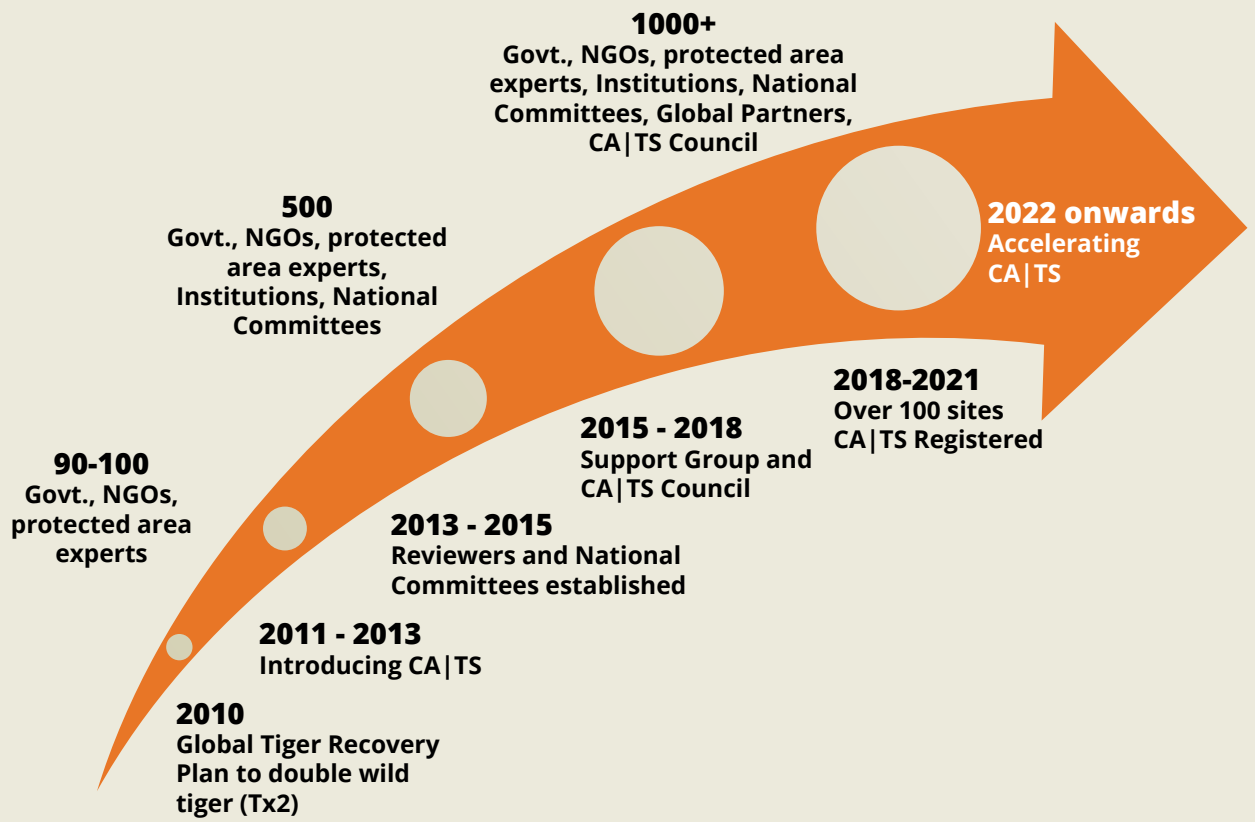 1000+
Govt., NGOs, protected area
experts, Institutions, National
Committees, Global Partners,
CA|TS Council
500
Govt., NGOs, protected
area experts,
Institutions, National
Committees
90-100
Govt., NGOs,
protected area
experts
2010
Global Tiger Recovery
Plan to double wild
tiger (Tx2)
2011 - 2013
Introducing CA|TS
2013 - 2015
Reviewers and National
Committees established
2015 - 2018
Support Group and
CA|TS Council
2018-2021
Over 100 sites
CA|TS Registered
2022 onwards
Accelerating
CA|TS